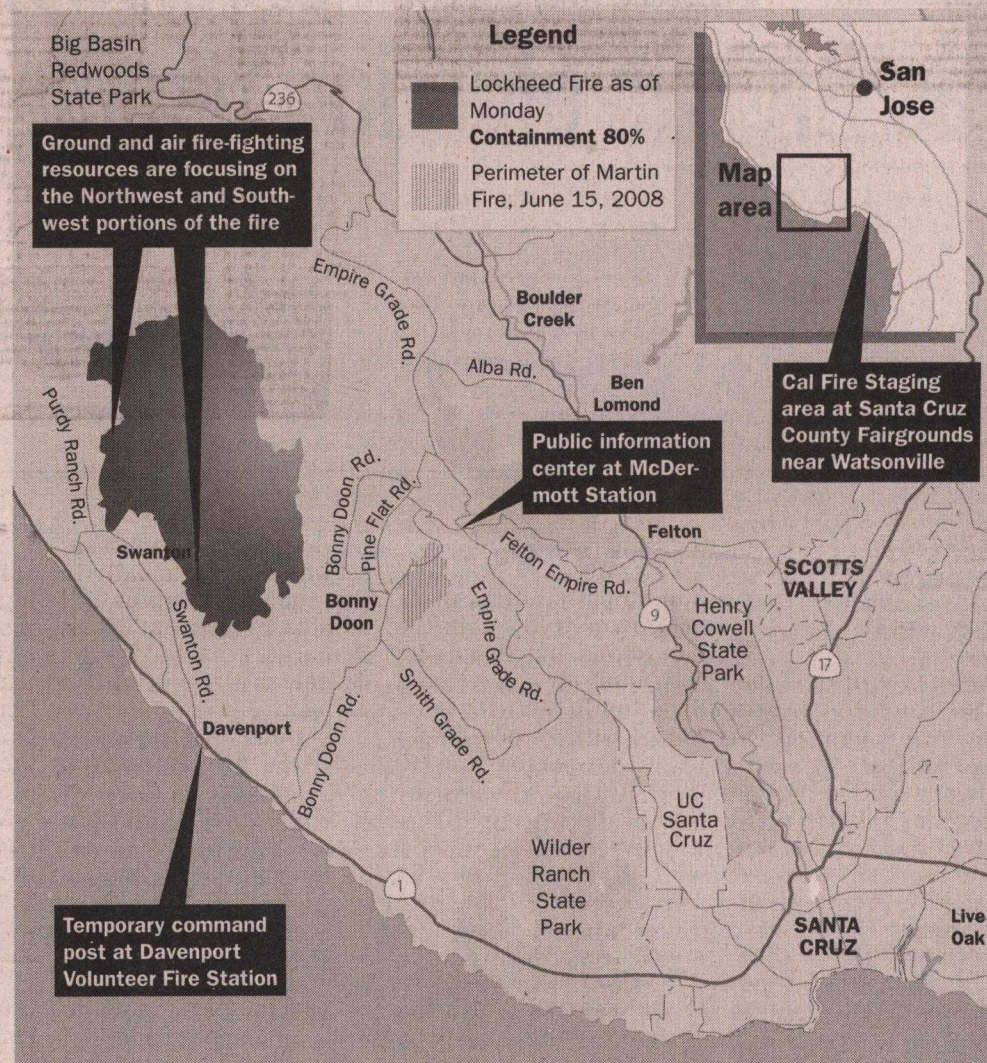 Legend
Lockheed Fire as of
Monday
Containment 80%
Perimeter of Martin
Fire, June 15, 2008
Big Basin
Redwoods
State Park
236
Ground and air fire-fighting
resources are focusing on
the Northwest and South-
west portions of the fire
San
Jose
Map
area
Cal Fire Staging
area at Santa Cruz
County Fairgrounds
near Watsonville
Empire Grade Rd.
Boulder
Creek
Alba Rd.
Ben
Lomond
Public information
center at McDer-
mott Station
Purdy Ranch Rd.
Bonny Doon Rd.
Pine Flat Rd.
Swanton
Felton
Felton Empire Rd.
SCOTTS
VALLEY
Bonny
Doon
Empire Grade Rd.
9
Henry
Cowell
State
Park
17
Swanton Rd.
Smith Grade Rd.
Davenport
Bonny Doon Rd.
UC
Santa
Cruz
Wilder
Ranch
State
Park
1
Temporary command
post at Davenport
Volunteer Fire Station
SANTA
CRUZ
Live
Oak